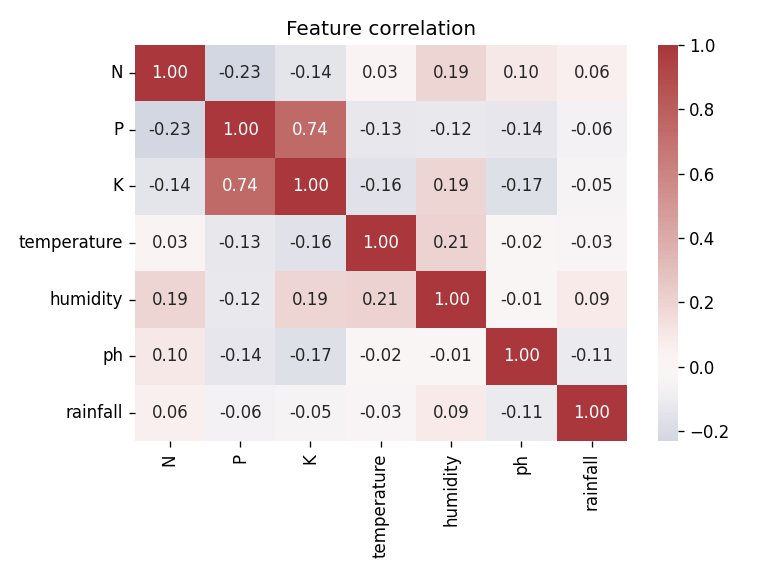 Feature correlation
N 1.00 -0.23 -0.14 0.03 0.19 0.10 0.06
P -0.23 1.00 0.74 -0.13 -0.12 -0.14 -0.06
K -0.14 0.74 1.00 -0.16 0.19 -0.17 -0.05
temperature 0.03 -0.13 -0.16 1.00 0.21 -0.02 -0.03
humidity 0.19 -0.12 0.19 0.21 1.00 -0.01 0.09
ph 0.10 -0.14 -0.17 -0.02 -0.01 1.00 -0.11
rainfall 0.06 -0.06 -0.05 -0.03 0.09 -0.11 1.00
N P K temperature humidity ph rainfall
1.0
0.8
0.6
0.4
0.2
0.0
−0.2